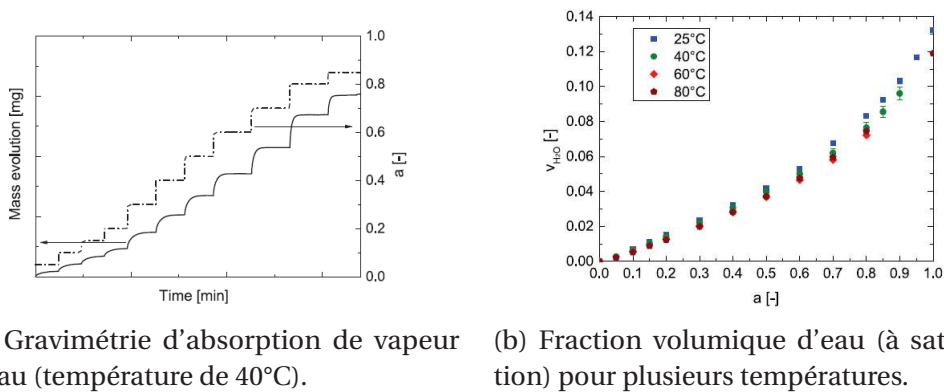 Mass evolution [mg]
1.0
0.8
0.6
0.4
0.2
0.0
a [-]
Time [min]
Gravimétrie d'absorption de vapeur
au (température de 40°C).
(b)
0.14
0.12
0.10
0.08
0.06
0.04
0.02
0.00
vH₂O [-]
25°C
40°C
60°C
80°C
0.0 0.1 0.2 0.3 0.4 0.5 0.6 0.7 0.8 0.9 1.0
a [-]
(b) Fraction volumique d'eau (à sat
tion) pour plusieurs températures.